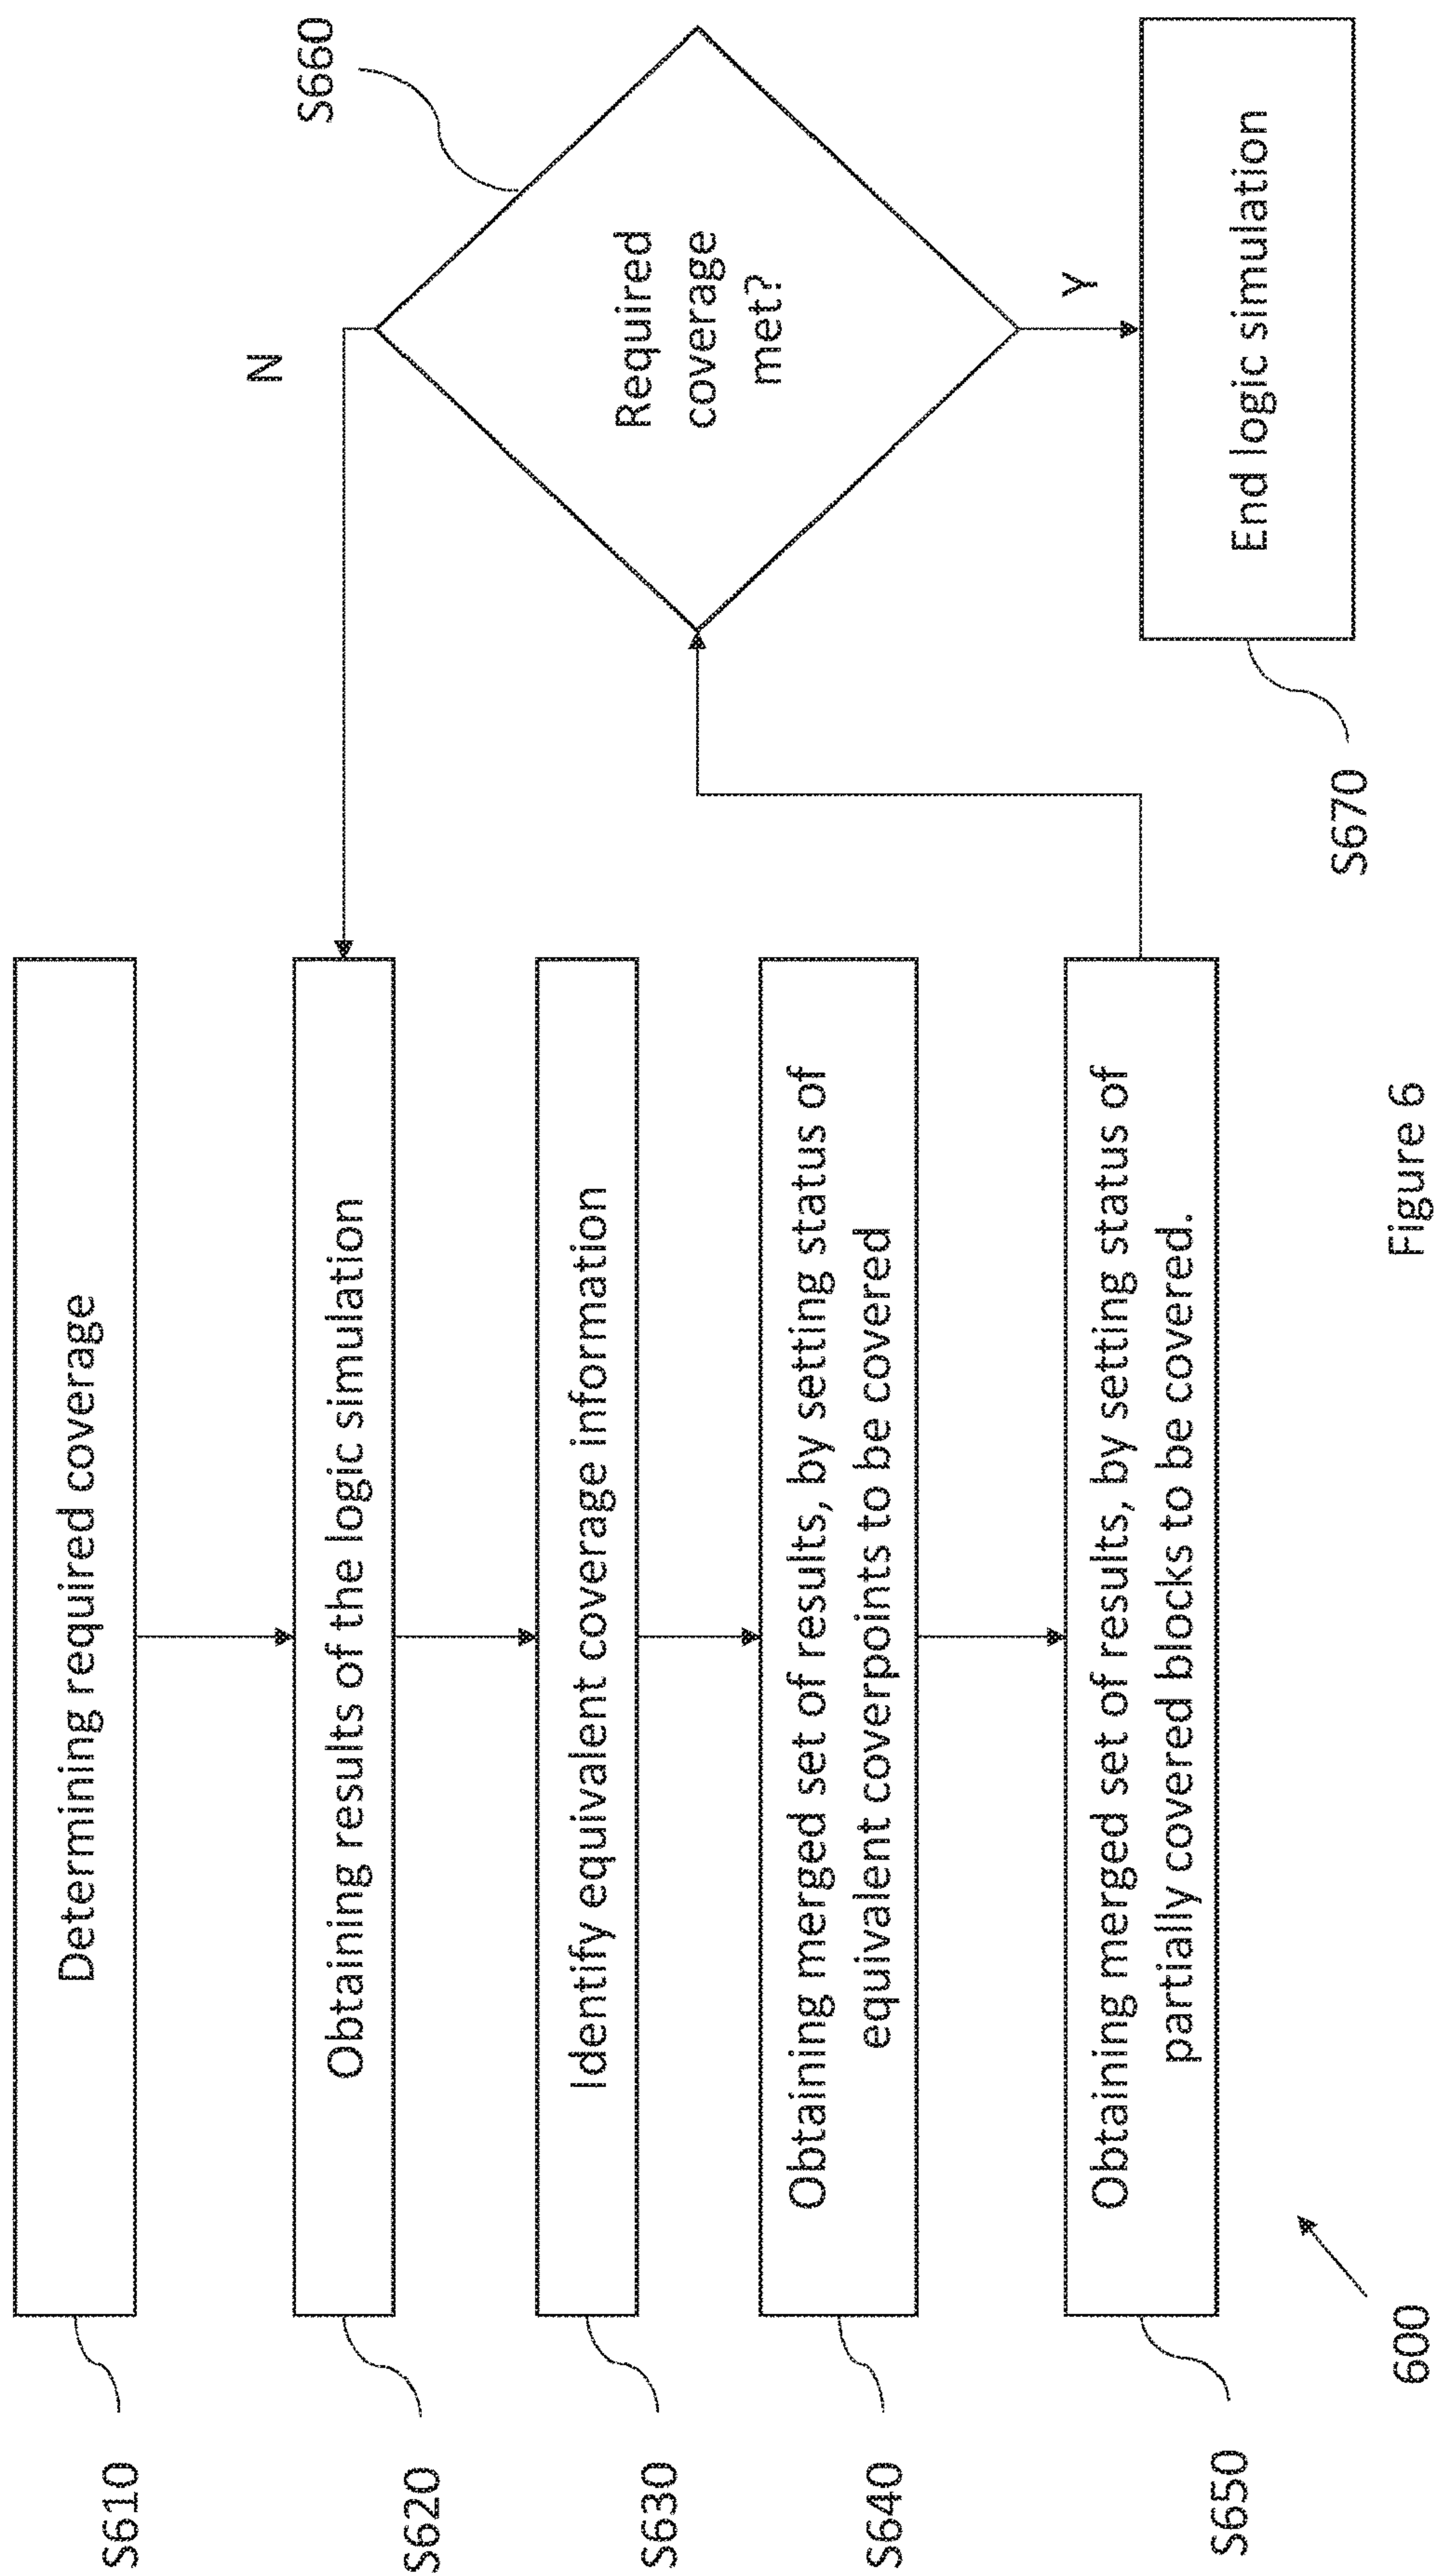 S610
Determining required coverage
S620
Obtaining results of the logic simulation
S630
Identify equivalent coverage information
S640
Obtaining merged set of results, by setting status of
equivalent coverpoints to be covered
S650
Obtaining merged set of results, by setting status of
partially covered blocks to be covered.
N
S660
Required
coverage
met?
Y
S670
End logic simulation
600
Figure 6